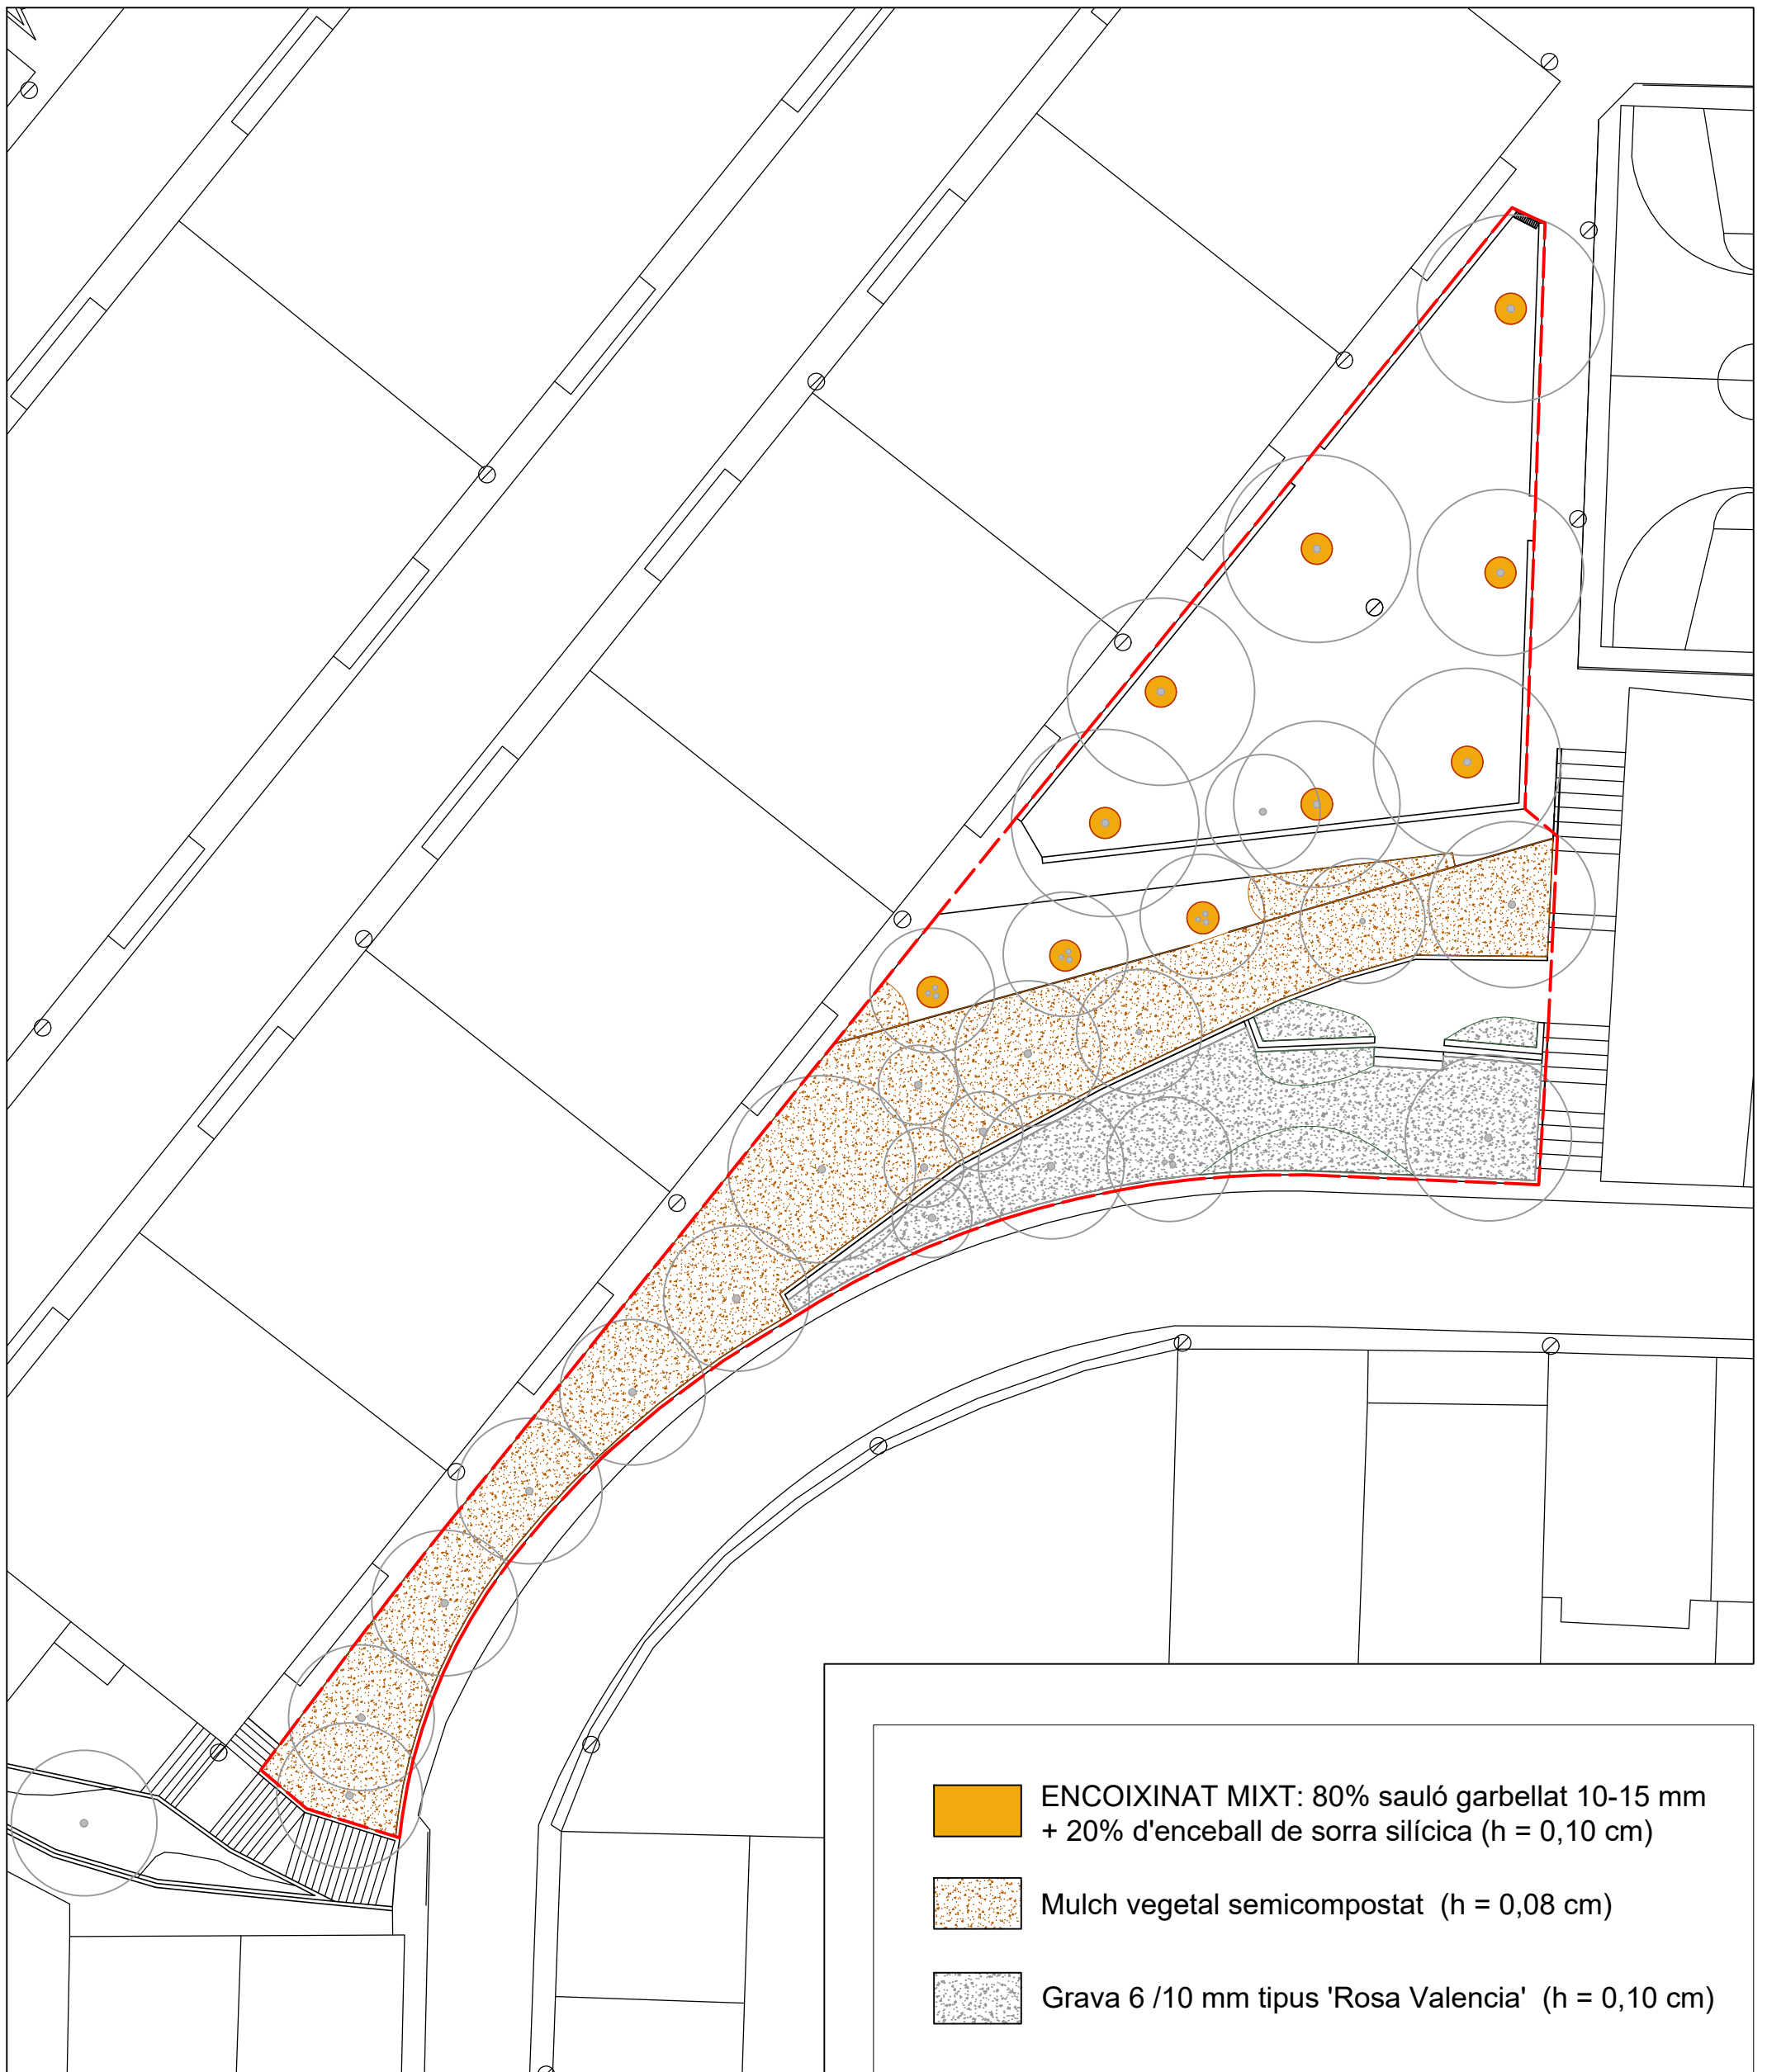 ENCOIXINAT MIXT: 80% sauló garbellat 10-15 mm
+ 20% d'enceball de sorra silícica (h = 0,10 cm)
Mulch vegetal semicompostat (h = 0,08 cm)
Grava 6 /10 mm tipus 'Rosa Valencia' (h = 0,10 cm)